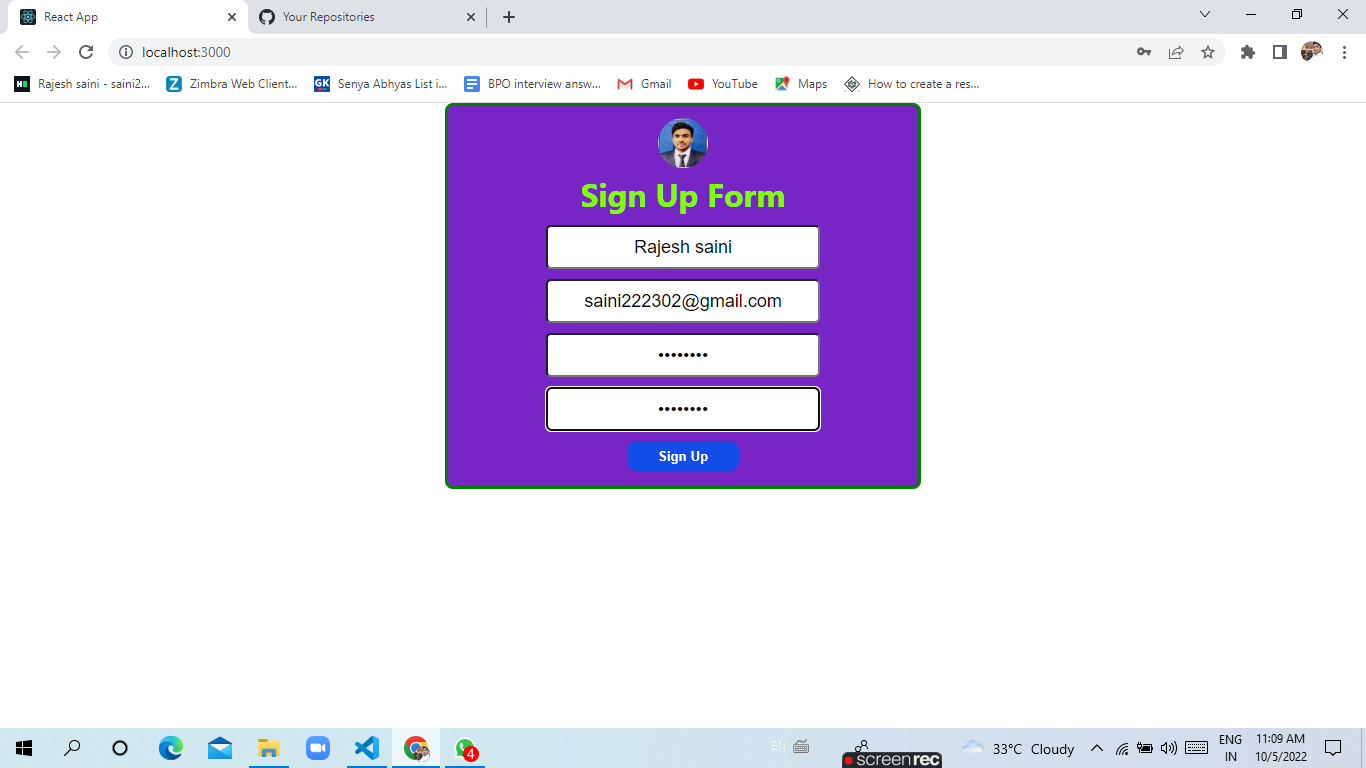 React App
Your Repositories
localhost:3000
Rajesh saini - saini2...
Zimbra Web Client...
GK
Senya Abhyas List i...
BPO interview answ...
Gmail
YouTube
Maps
How to create a res...
Sign Up Form
Rajesh saini
saini222302@gmail.com
••••••••
••••••••
Sign Up
4
EN
screenrec
33°C Cloudy
ENG
IN
11:09 AM
10/5/2022